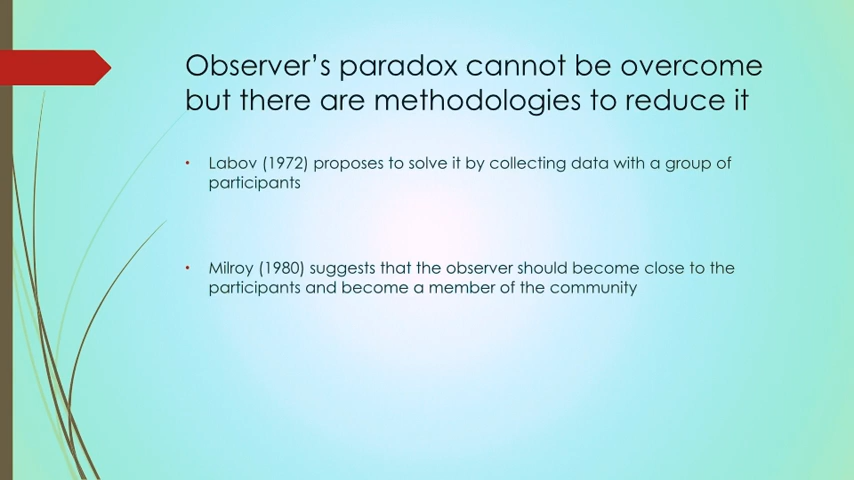 Observer’s paradox cannot be overcome
but there are methodologies to reduce it
• Labov (1972) proposes to solve it by collecting data with a group of
participants
• Milroy (1980) suggests that the observer should become close to the
participants and become a member of the community